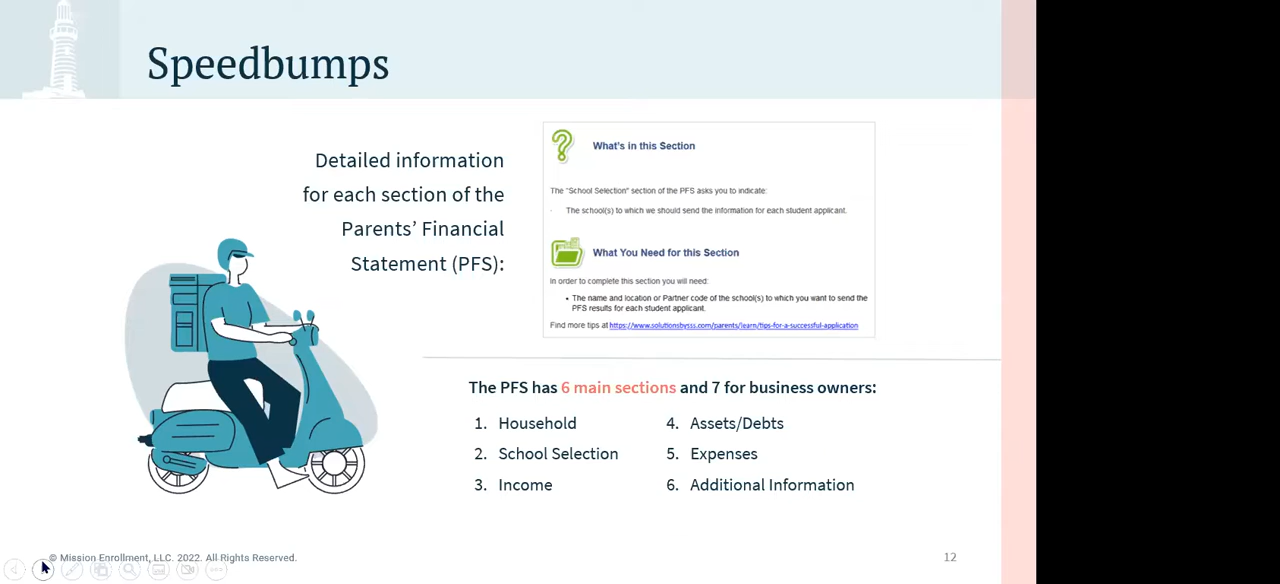 Speedbumps
Detailed information
for each section of the
Parents’ Financial
Statement (PFS):
What's in this Section
The "School Selection" section of the PFS asks you to indicate:
· The school(s) to which we should send the information for each student applicant.
What You Need for this Section
In order to complete this section you will need:
• The name and location or Partner code of the school(s) to which you want to send the
PFS results for each student applicant.
Find more tips at https://www.solutionsbysss.com/parents/learn/tips-for-a-successful-application
The PFS has 6 main sections and 7 for business owners:
1. Household
2. School Selection
3. Income
4. Assets/Debts
5. Expenses
6. Additional Information
© Mission Enrollment, LLC. 2022. All Rights Reserved.
12